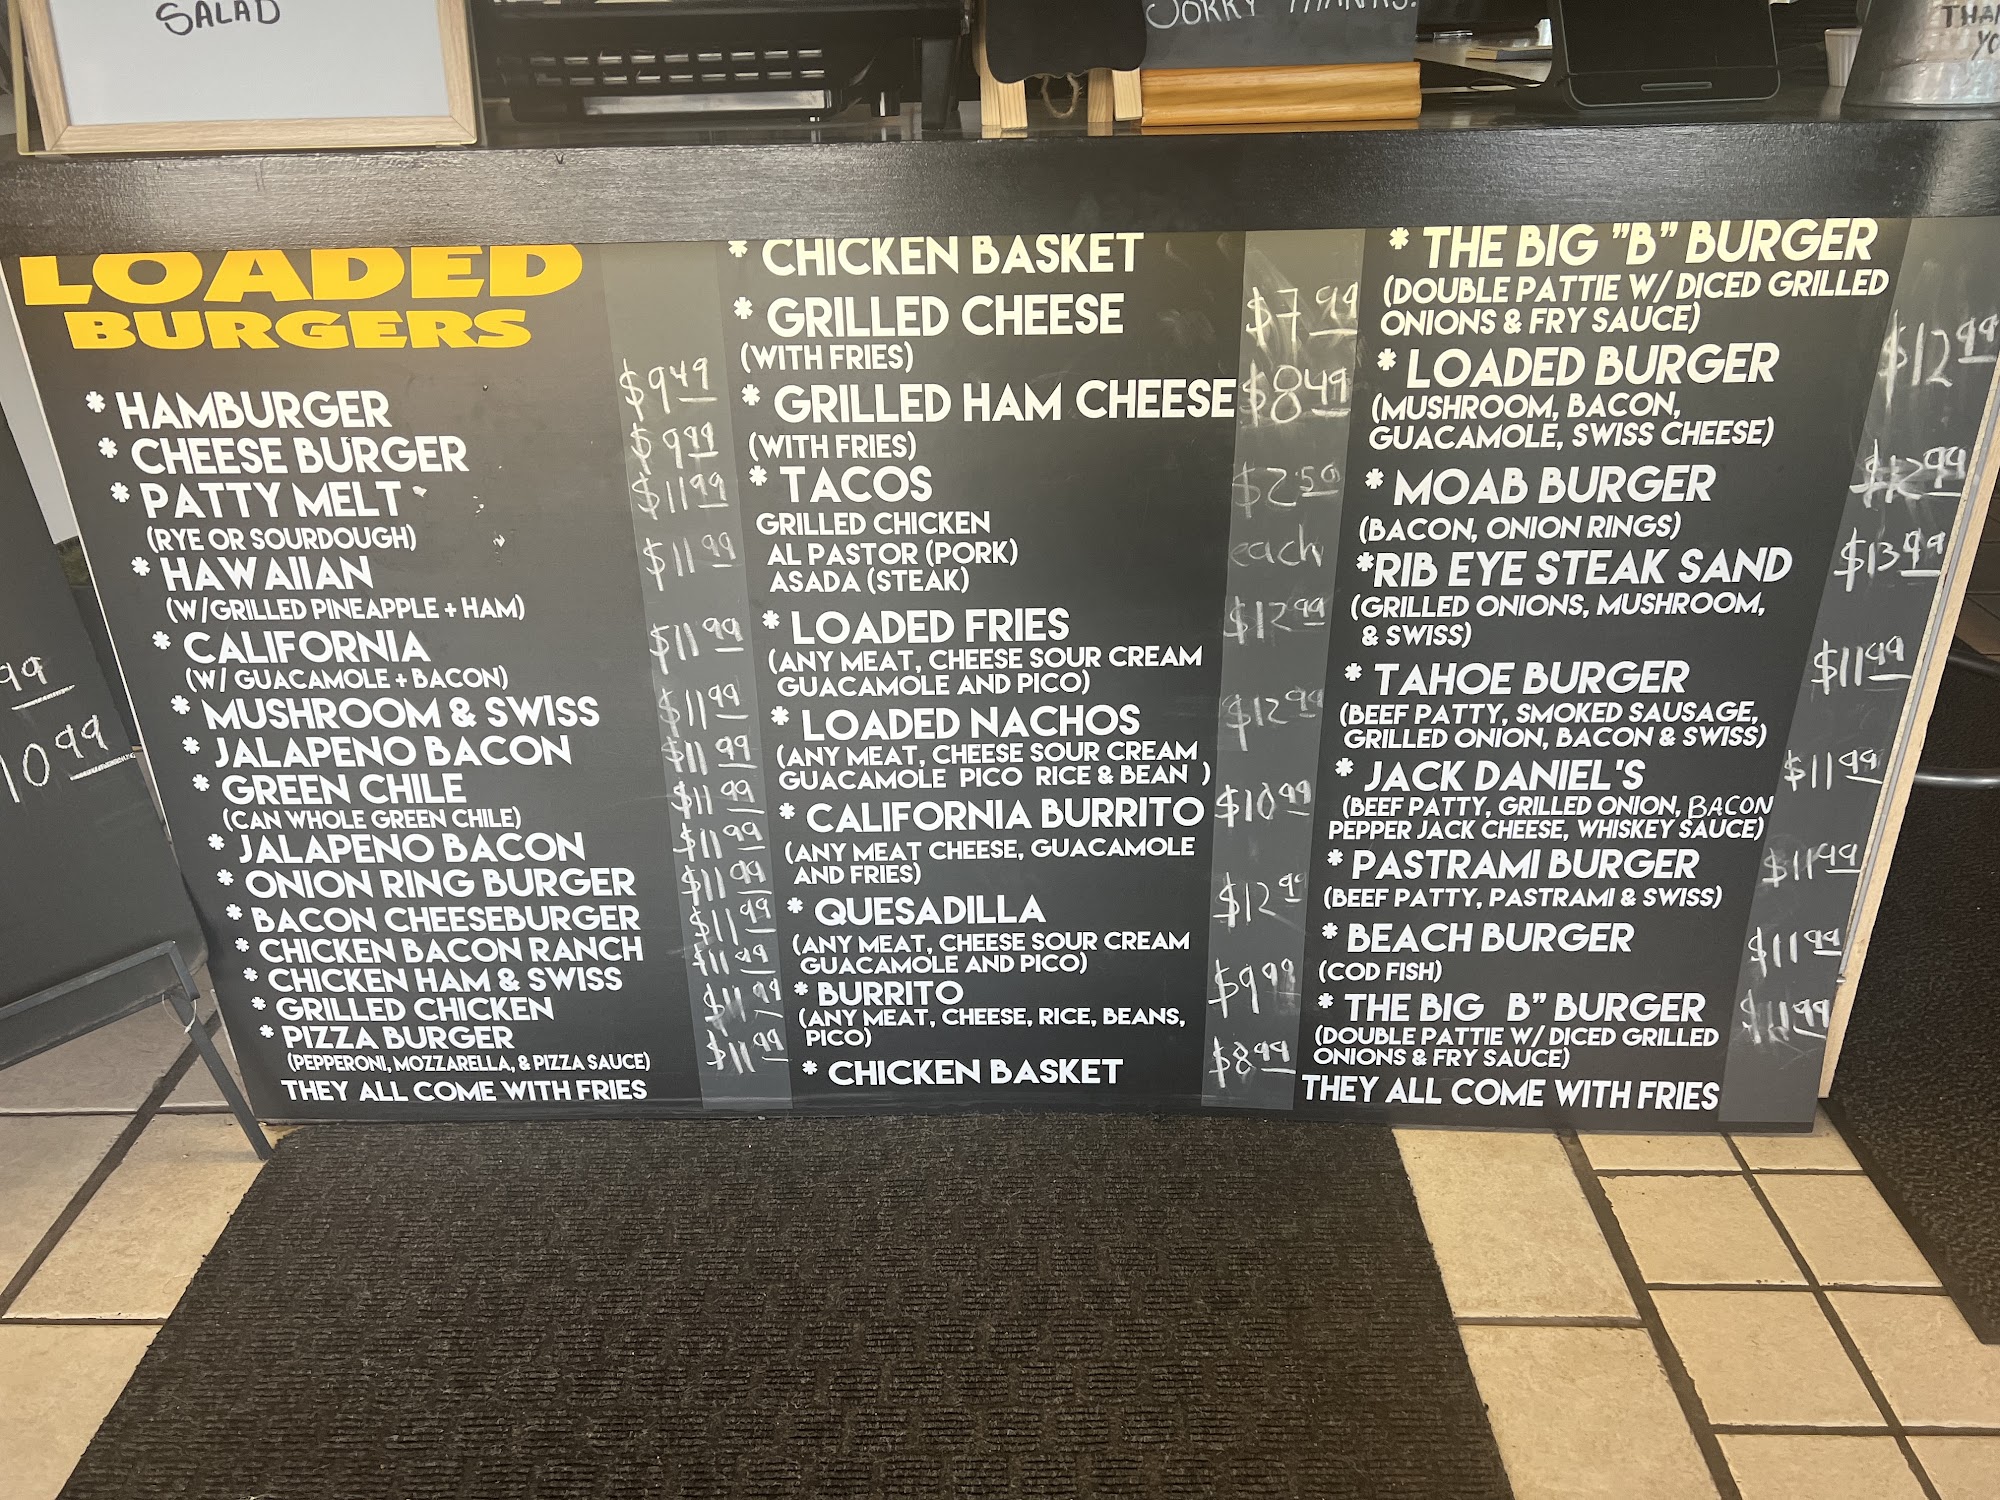 SALAD
SORRY THANKS!
THAN
YO
99
10 99
LOADED
BURGERS
* HAMBURGER $9 49
* CHEESE BURGER $9 99
* PATTY MELT $11 99
(RYE OR SOURDOUGH)
* HAWAIIAN $11 99
(W/GRILLED PINEAPPLE + HAM)
* CALIFORNIA $11 99
(W/ GUACAMOLE + BACON)
* MUSHROOM & SWISS $11 99
* JALAPENO BACON $11 99
* GREEN CHILE $11 99
(CAN WHOLE GREEN CHILE)
* JALAPENO BACON $11 99
* ONION RING BURGER $11 99
* BACON CHEESEBURGER $11 99
* CHICKEN BACON RANCH $11 99
* CHICKEN HAM & SWISS
* GRILLED CHICKEN $11 99
* PIZZA BURGER $11 99
(PEPPERONI, MOZZARELLA, & PIZZA SAUCE)
THEY ALL COME WITH FRIES
* CHICKEN BASKET
* GRILLED CHEESE $7 99
(WITH FRIES)
* GRILLED HAM CHEESE $8 49
(WITH FRIES)
* TACOS $2.50
GRILLED CHICKEN
AL PASTOR (PORK) each
ASADA (STEAK)
* LOADED FRIES $12 99
(ANY MEAT, CHEESE SOUR CREAM
GUACAMOLE AND PICO)
* LOADED NACHOS $12 99
(ANY MEAT, CHEESE SOUR CREAM
GUACAMOLE PICO RICE & BEAN )
* CALIFORNIA BURRITO $10 99
(ANY MEAT CHEESE, GUACAMOLE
AND FRIES)
* QUESADILLA $12 99
(ANY MEAT, CHEESE SOUR CREAM
GUACAMOLE AND PICO)
* BURRITO $9 99
(ANY MEAT, CHEESE, RICE, BEANS,
PICO)
* CHICKEN BASKET $8 99
* THE BIG "B" BURGER
(DOUBLE PATTIE W/ DICED GRILLED
ONIONS & FRY SAUCE)
* LOADED BURGER $12 99
(MUSHROOM, BACON,
GUACAMOLE, SWISS CHEESE)
* MOAB BURGER $12 99
(BACON, ONION RINGS)
*RIB EYE STEAK SAND $13 99
(GRILLED ONIONS, MUSHROOM,
& SWISS)
* TAHOE BURGER $11 99
(BEEF PATTY, SMOKED SAUSAGE,
GRILLED ONION, BACON & SWISS)
* JACK DANIEL'S $11 99
(BEEF PATTY, GRILLED ONION, BACON
PEPPER JACK CHEESE, WHISKEY SAUCE)
* PASTRAMI BURGER $11 99
(BEEF PATTY, PASTRAMI & SWISS)
* BEACH BURGER $11 99
(COD FISH)
* THE BIG B" BURGER
(DOUBLE PATTIE W/ DICED GRILLED
ONIONS & FRY SAUCE)
THEY ALL COME WITH FRIES